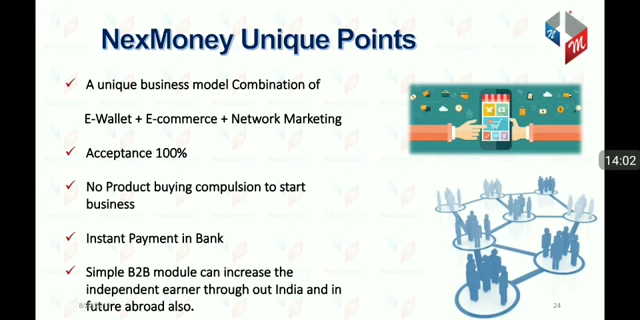 NexMoney Unique Points
A unique business model Combination of
E-Wallet + E-commerce + Network Marketing
Acceptance 100%
No Product buying compulsion to start
business
Instant Payment in Bank
Simple B2B module can increase the
independent earner through out India and in
future abroad also.
24
14:02